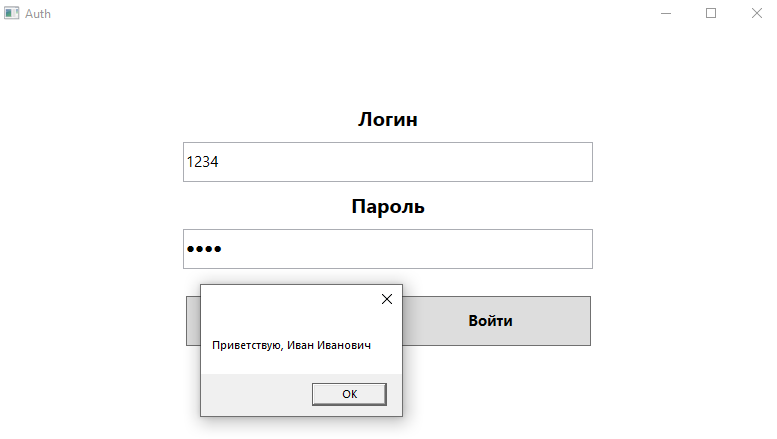 Auth
Логин
1234
Пароль
••••
Войти
Приветствую, Иван Иванович
OK